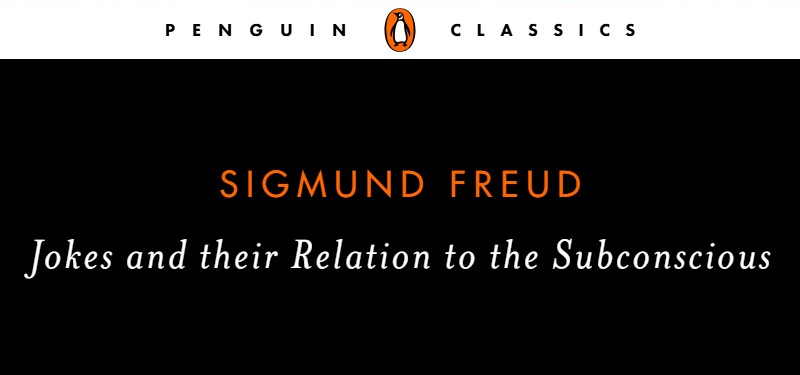 PENGUIN CLASSICS
SIGMUND FREUD
Jokes and their Relation to the Subconscious